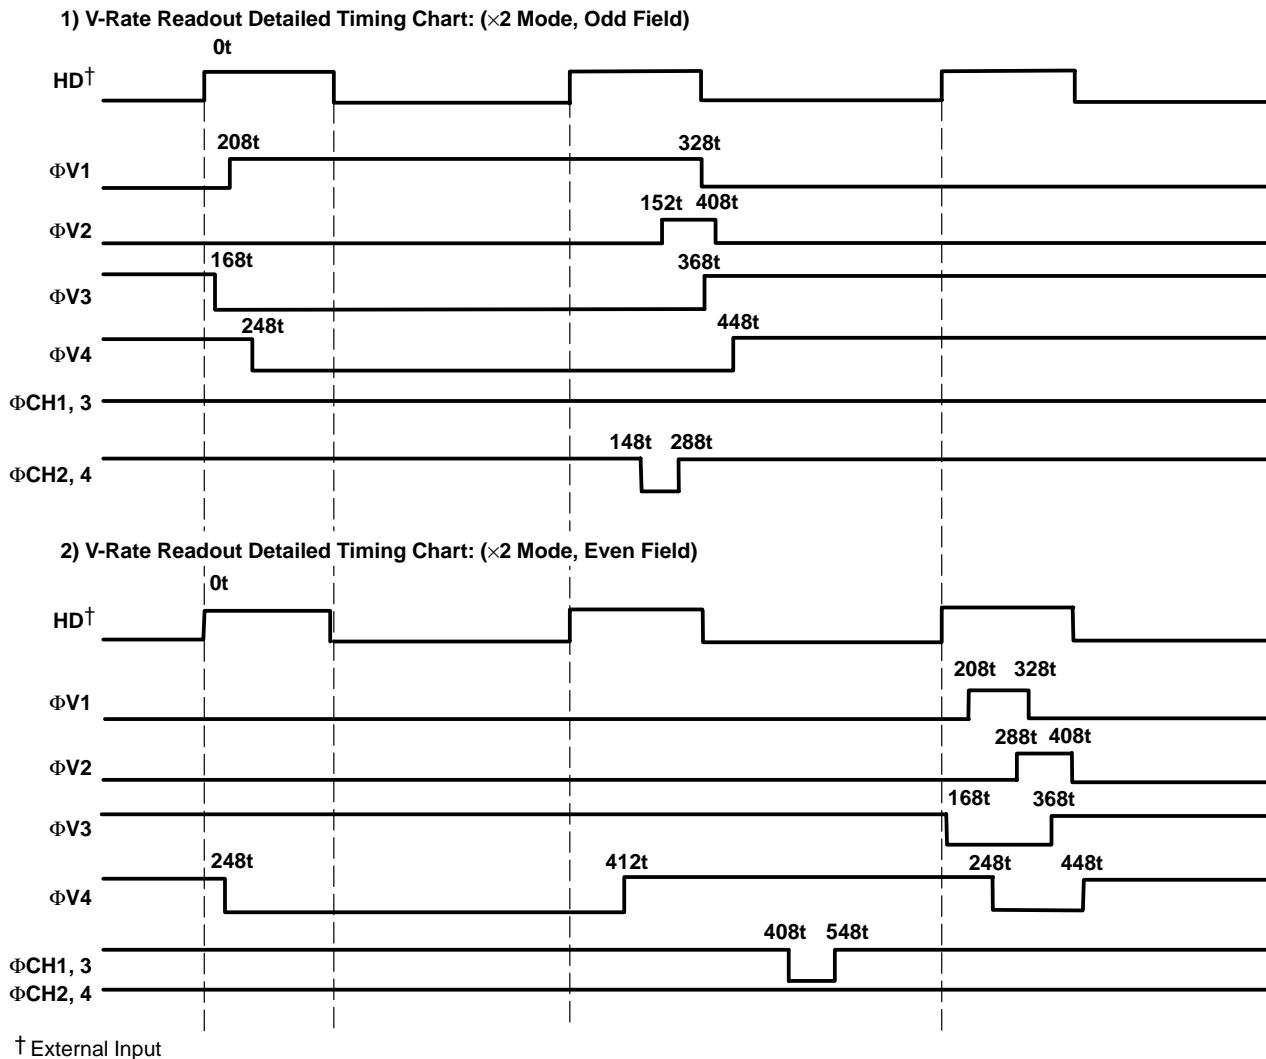 1) V-Rate Readout Detailed Timing Chart: (×2 Mode, Odd Field)
0t
HD†
208t 328t
ΦV1
152t 408t
ΦV2
168t 368t
ΦV3
248t 448t
ΦV4
ΦCH1, 3
148t 288t
ΦCH2, 4
2) V-Rate Readout Detailed Timing Chart: (×2 Mode, Even Field)
0t
HD†
208t 328t
ΦV1
288t 408t
ΦV2
168t 368t
ΦV3
248t 412t 248t 448t
ΦV4
408t 548t
ΦCH1, 3
ΦCH2, 4
† External Input